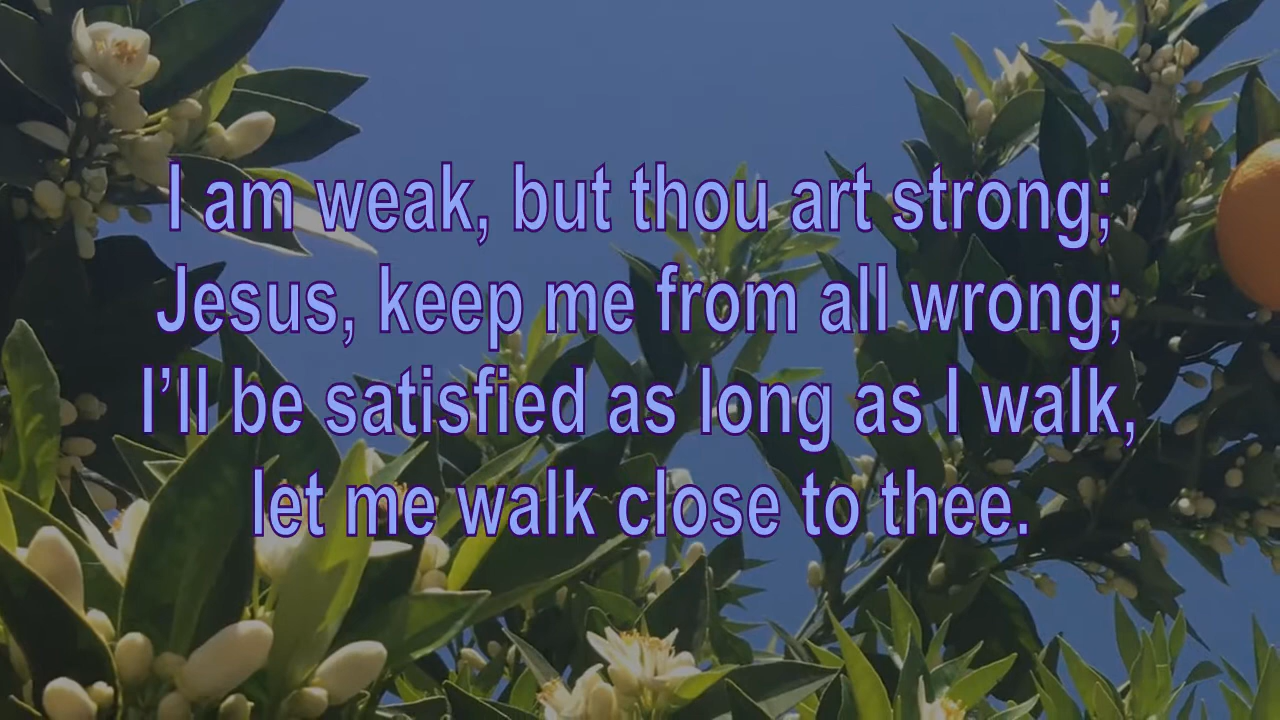 I am weak, but thou art strong;
Jesus, keep me from all wrong;
I’ll be satisfied as long as I walk,
let me walk close to thee.